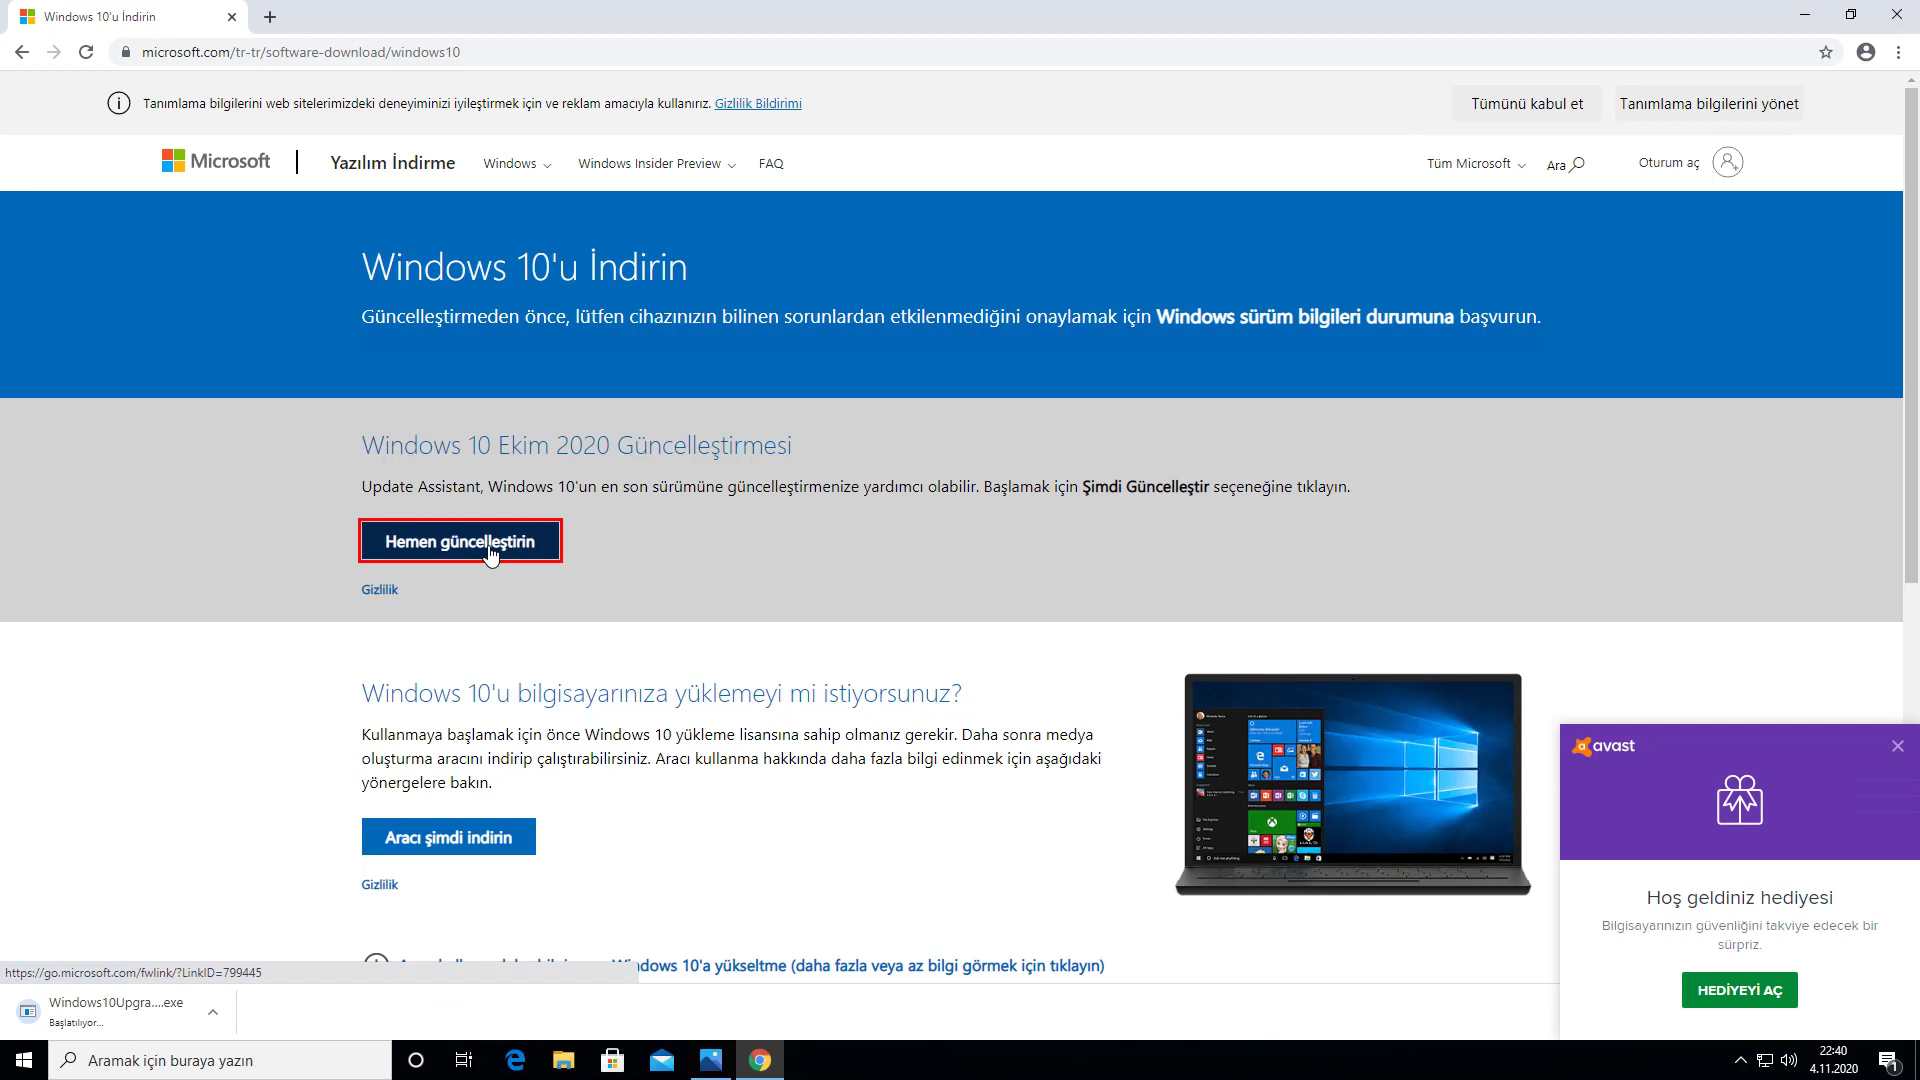 Windows 10'u İndirin
microsoft.com/tr-tr/software-download/windows10
Tanımlama bilgilerini web sitelerimizdeki deneyiminizi iyileştirmek için ve reklam amacıyla kullanırız. Gizlilik Bildirimi
Tümünü kabul et
Tanımlama bilgilerini yönet
Microsoft
Yazılım İndirme
Windows
Windows Insider Preview
FAQ
Tüm Microsoft
Ara
Oturum aç
Windows 10'u İndirin
Güncelleştirmeden önce, lütfen cihazınızın bilinen sorunlardan etkilenmediğini onaylamak için Windows sürüm bilgileri durumuna başvurun.
Windows 10 Ekim 2020 Güncelleştirmesi
Update Assistant, Windows 10'un en son sürümüne güncelleştirmenize yardımcı olabilir. Başlamak için Şimdi Güncelleştir seçeneğine tıklayın.
Hemen güncelleştirin
Gizlilik
Windows 10'u bilgisayarınıza yüklemeyi mi istiyorsunuz?
Kullanmaya başlamak için önce Windows 10 yükleme lisansına sahip olmanız gerekir. Daha sonra medya
oluşturma aracını indirip çalıştırabilirsiniz. Aracı kullanma hakkında daha fazla bilgi edinmek için aşağıdaki
yönergelere bakın.
Aracı şimdi indirin
Gizlilik
Windows 10'a yükseltme (daha fazla veya az bilgi görmek için tıklayın)
avast
Hoş geldiniz hediyesi
Bilgisayarınızın güvenliğini takviye edecek bir
sürpriz.
HEDİYEYİ AÇ
https://go.microsoft.com/fwlink/?LinkID=799445
Windows10Upgra....exe
Başlatılıyor...
Aramak için buraya yazın
22:40
4.11.2020
1